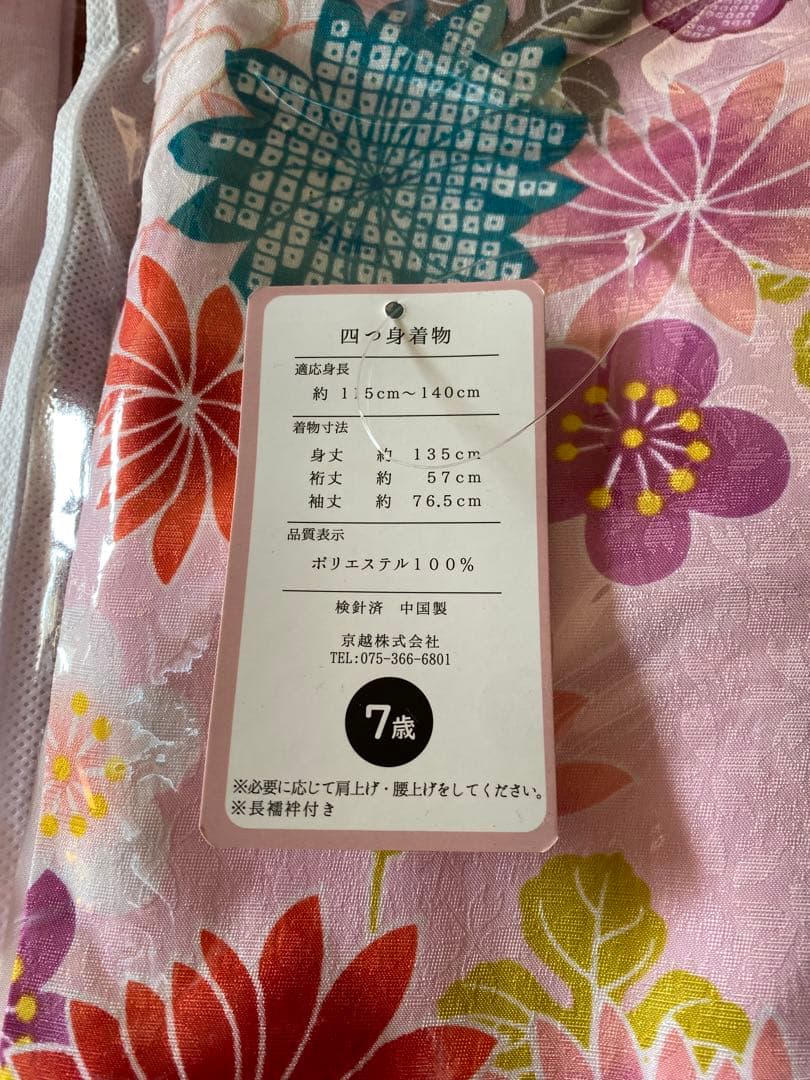 四つ身着物
適応身長
約 115cm～140cm
着物寸法
身丈 約 135cm
裄丈 約 57cm
袖丈 約 76.5cm
品質表示
ポリエステル100%
検針済 中国製
京越株式会社
TEL:075-366-6801
7歳
※必要に応じて肩上げ・腰上げをしてください。
※長襦袢付き